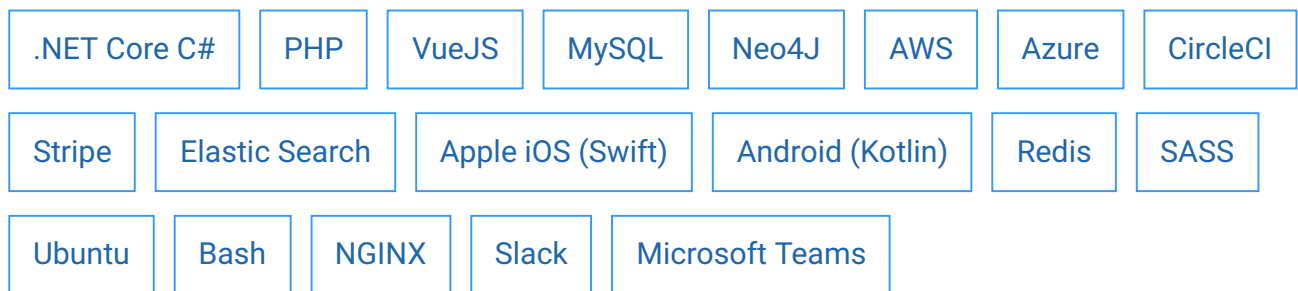 .NET Core C# PHP VueJS MySQL Neo4J AWS Azure CircleCI
Stripe Elastic Search Apple iOS (Swift) Android (Kotlin) Redis SASS
Ubuntu Bash NGINX Slack Microsoft Teams